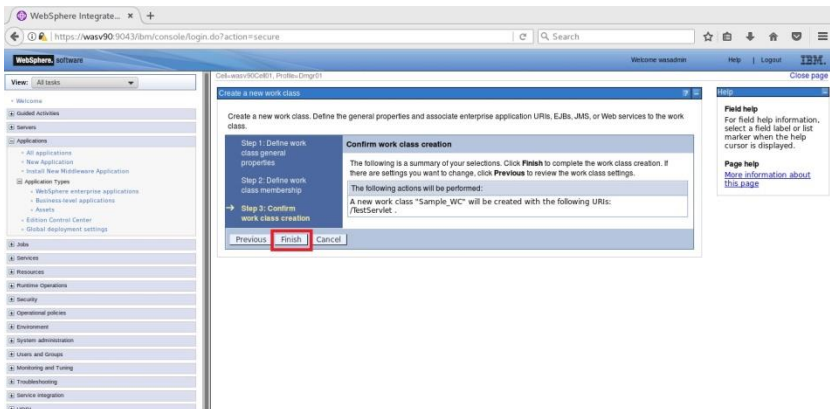 WebSphere Integrate... × +
https://wasv90:9043/ibm/console/login.do?action=secure
Search
WebSphere. software
Welcome wasadmin
Help | Logout
IBM.
Cell=wasv90Cell01, Profile=Dmgr01
Close page
View: All tasks
Welcome
Guided Activities
Servers
Applications
All applications
New Application
Install New Middleware Application
Application Types
WebSphere enterprise applications
Business-level applications
Assets
Edition Control Center
Global deployment settings
Jobs
Services
Resources
Runtime Operations
Security
Operational policies
Environment
System administration
Users and Groups
Monitoring and Tuning
Troubleshooting
Service integration
UDDI
Create a new work class
Create a new work class. Define the general properties and associate enterprise application URIs, EJBs, JMS, or Web services to the work
class.
Step 1: Define work
class general
properties
Step 2: Define work
class membership
Step 3: Confirm
work class creation
Confirm work class creation
The following is a summary of your selections. Click Finish to complete the work class creation. If
there are settings you want to change, click Previous to review the work class settings.
The following actions will be performed:
A new work class "Sample_WC" will be created with the following URIs:
/TestServlet .
Previous Finish Cancel
Help
Field help
For field help information,
select a field label or list
marker when the help
cursor is displayed.
Page help
More information about
this page